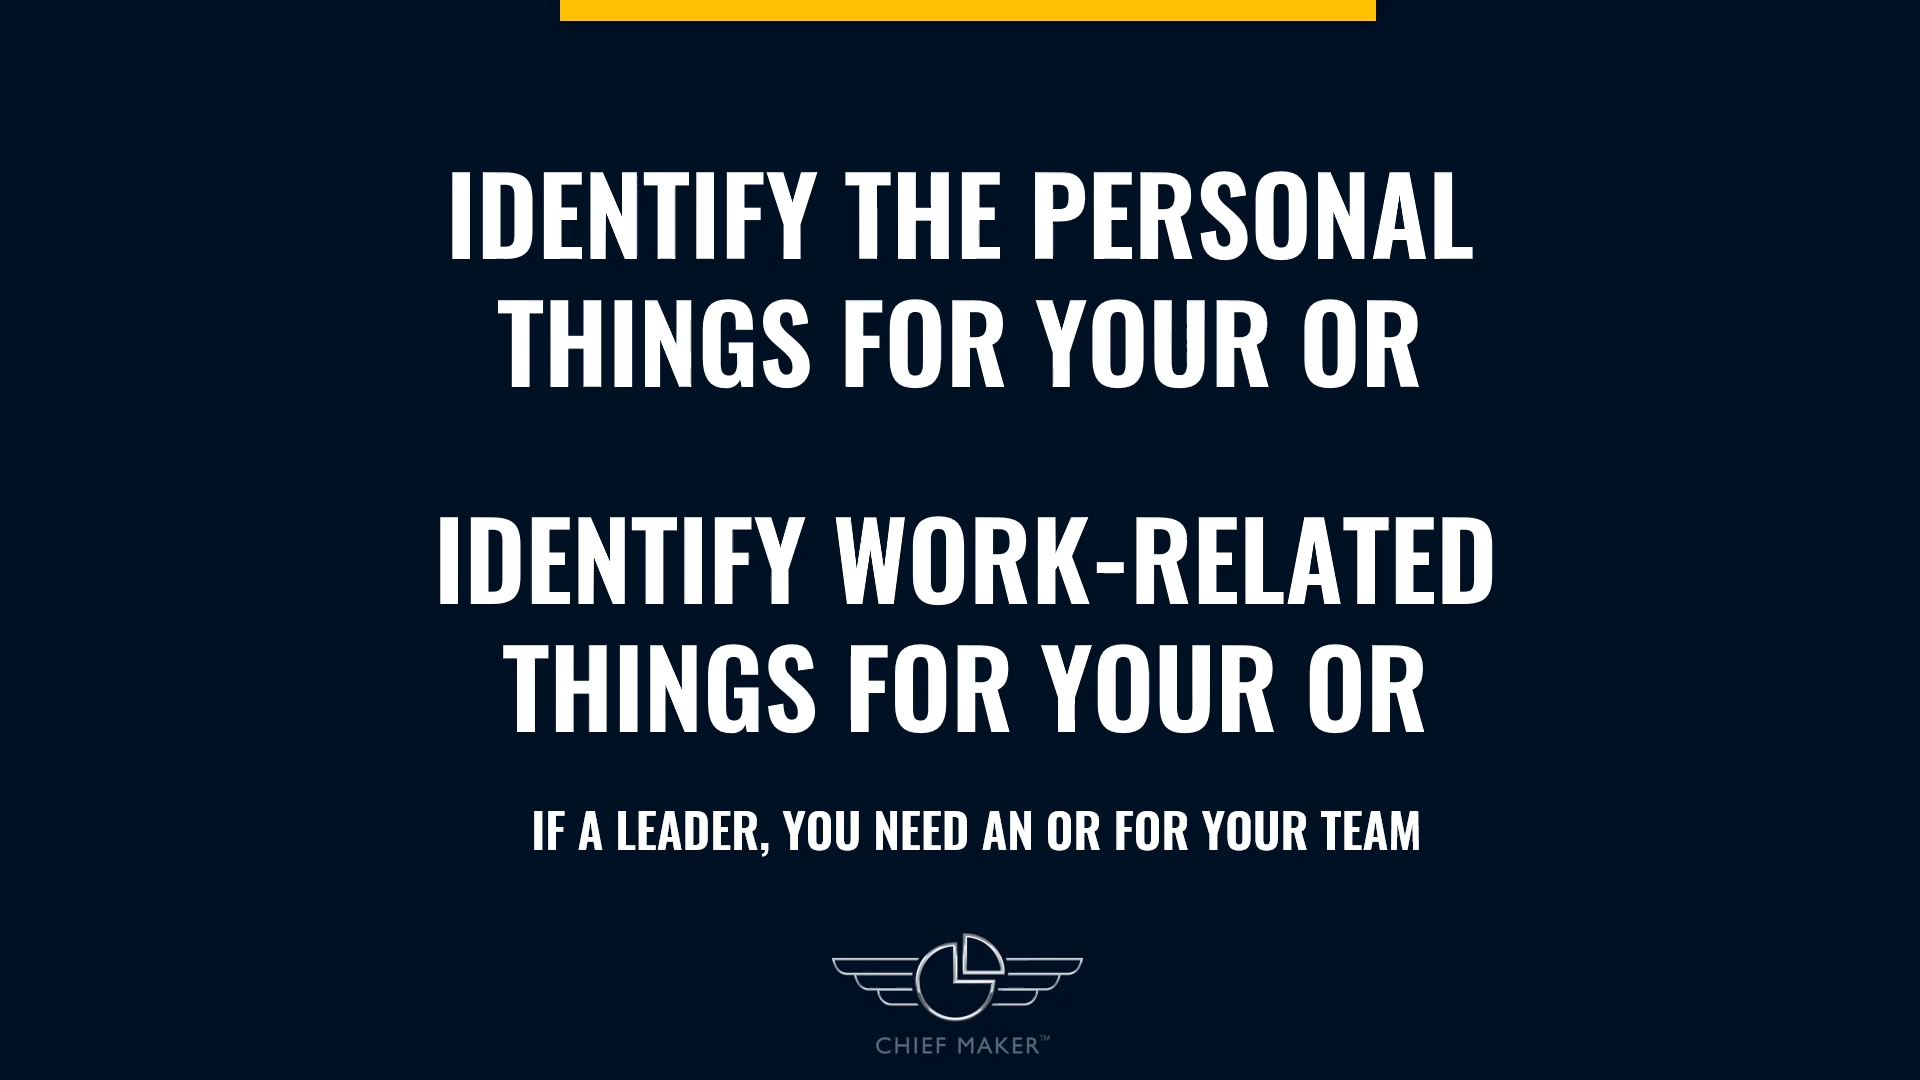 IDENTIFY THE PERSONAL
THINGS FOR YOUR OR
IDENTIFY WORK-RELATED
THINGS FOR YOUR OR
IF A LEADER, YOU NEED AN OR FOR YOUR TEAM
CHIEF MAKER™